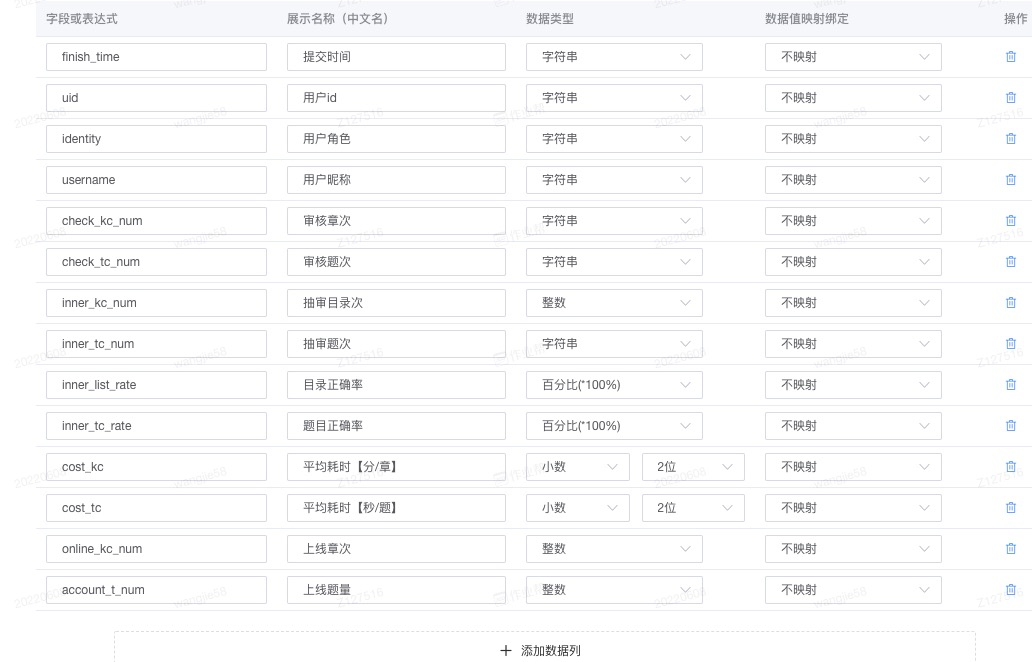 字段或表达式 展示名称（中文名） 数据类型 数据值映射绑定 操作
finish_time 提交时间 字符串 不映射
uid 用户id 字符串 不映射
identity 用户角色 字符串 不映射
username 用户昵称 字符串 不映射
check_kc_num 审核章次 字符串 不映射
check_tc_num 审核题次 字符串 不映射
inner_kc_num 抽审目录次 整数 不映射
inner_tc_num 抽审题次 字符串 不映射
inner_list_rate 目录正确率 百分比(*100%) 不映射
inner_tc_rate 题目正确率 百分比(*100%) 不映射
cost_kc 平均耗时【分/章】 小数 2位 不映射
cost_tc 平均耗时【秒/题】 小数 2位 不映射
online_kc_num 上线章次 整数 不映射
account_t_num 上线题量 整数 不映射
＋ 添加数据列